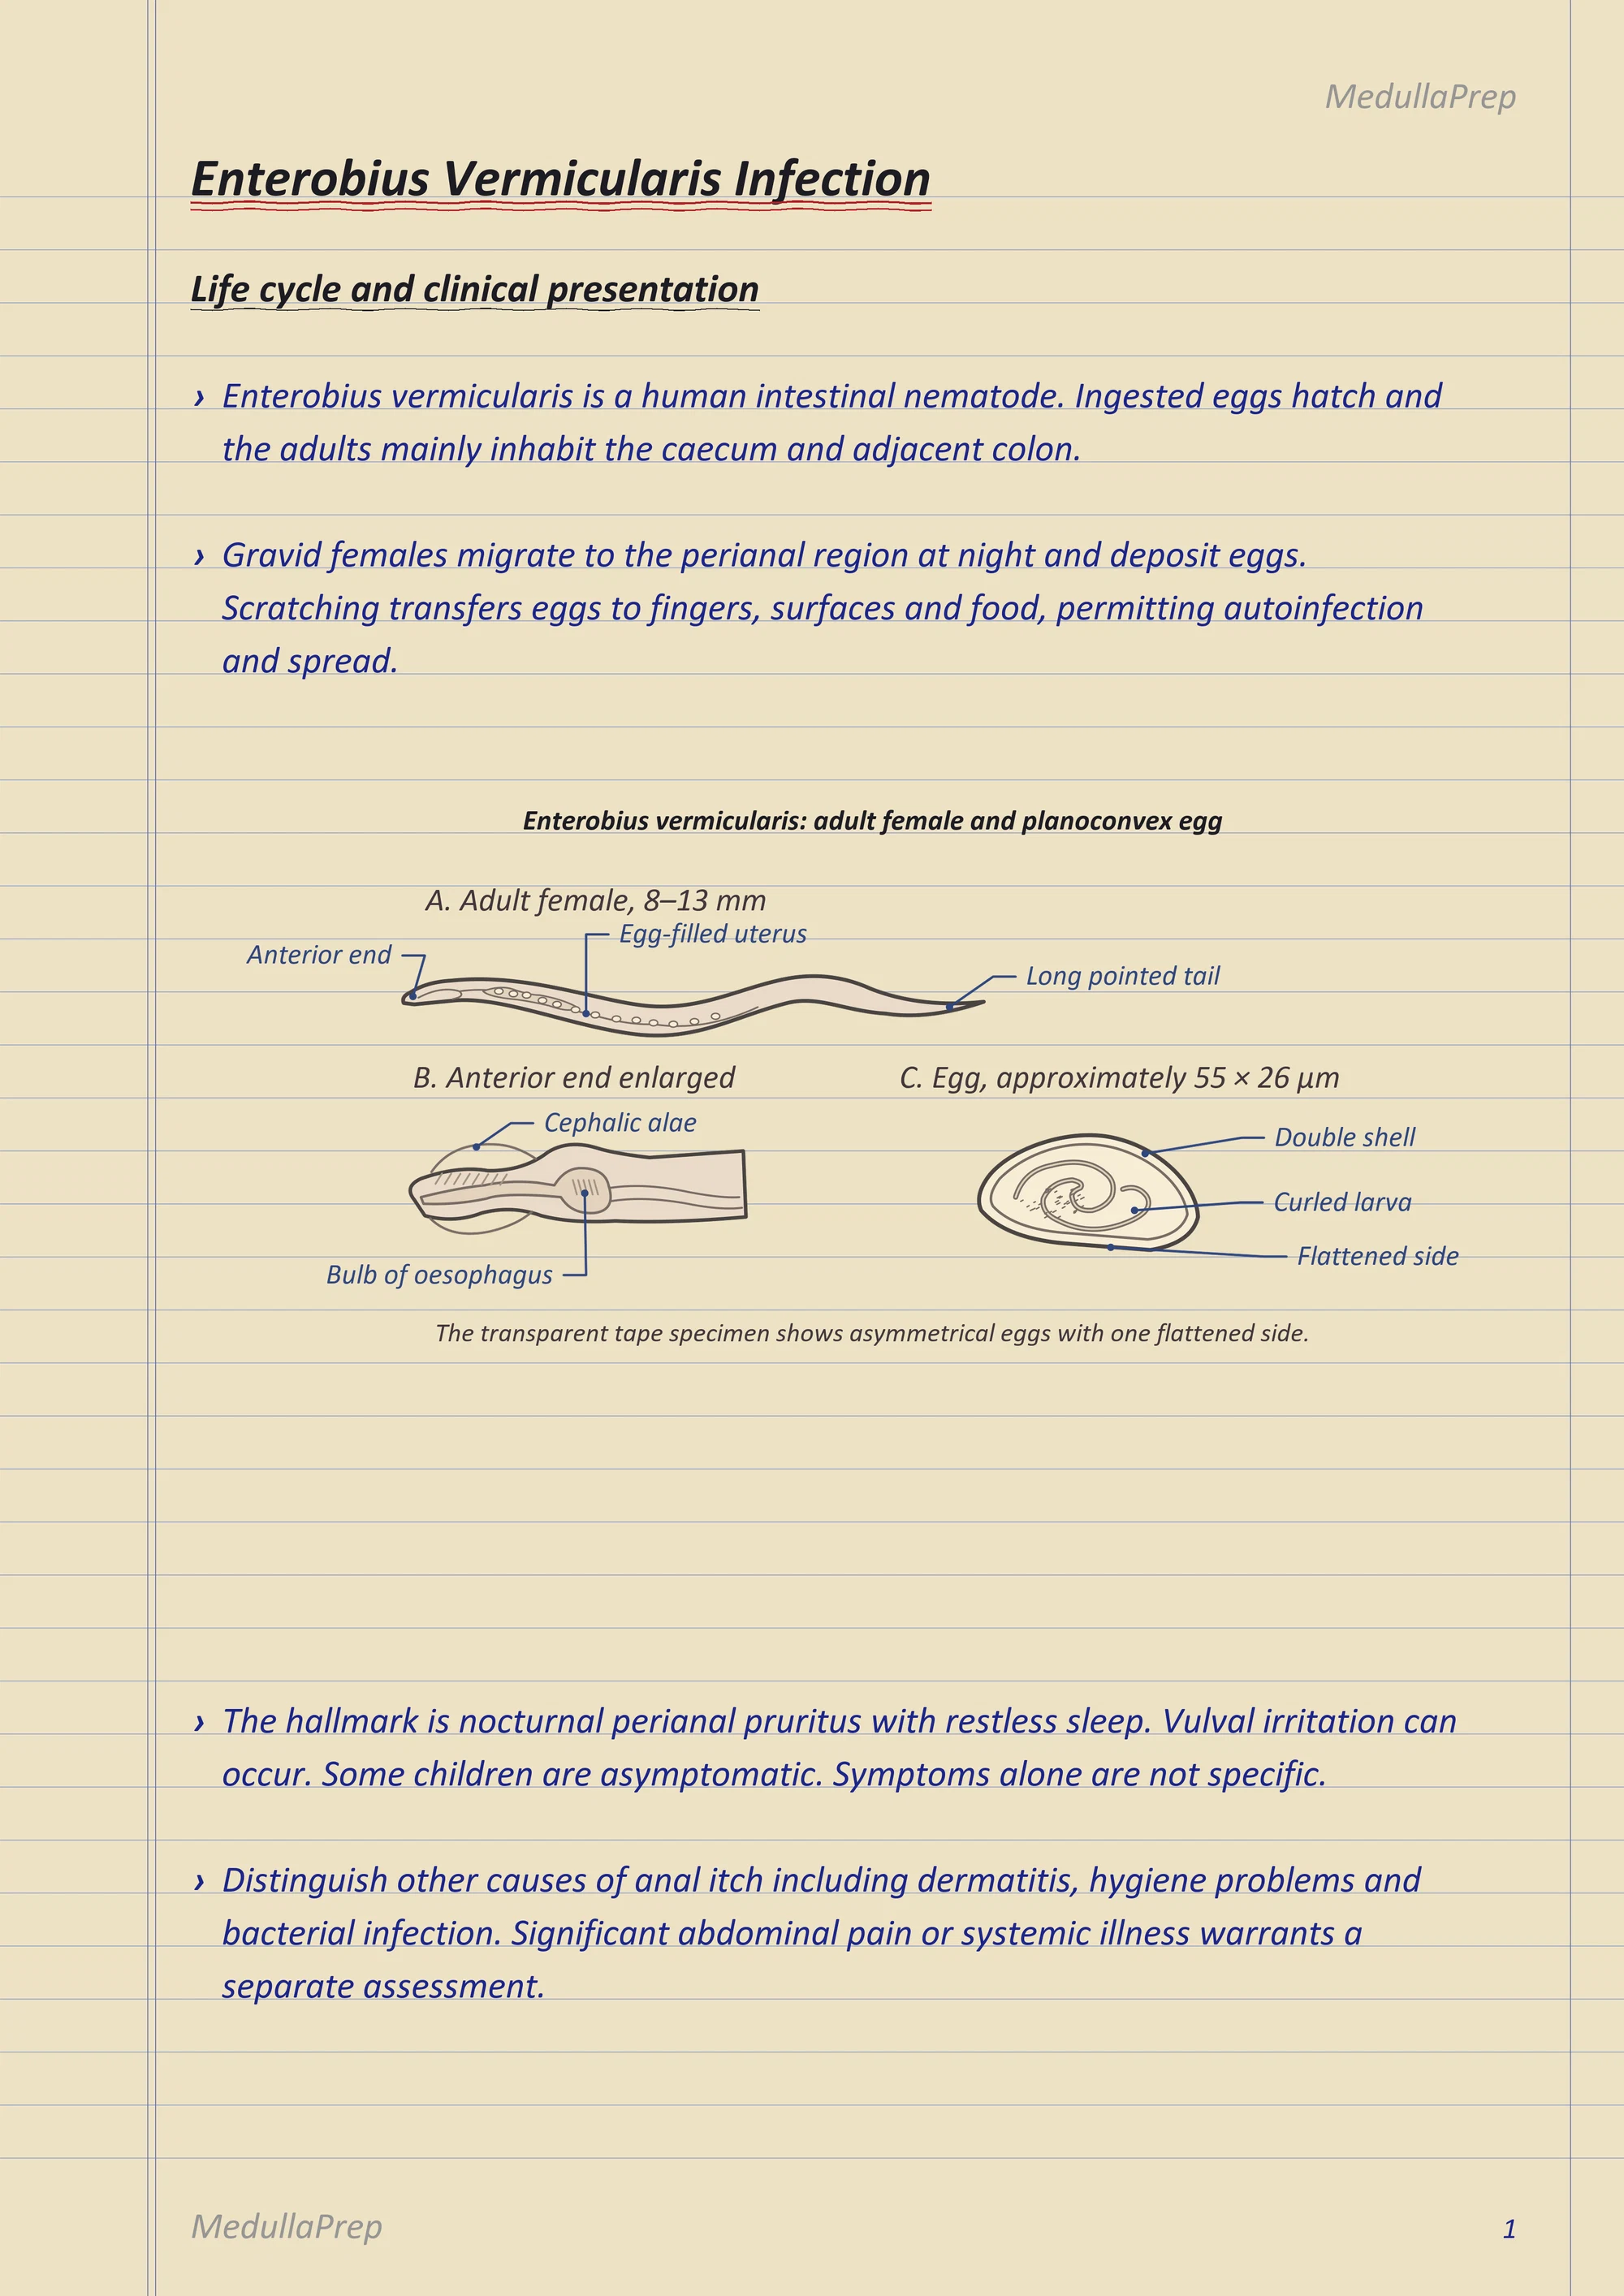 MedullaPrep
Enterobius Vermicularis Infection
Life cycle and clinical presentation
› Enterobius vermicularis is a human intestinal nematode. Ingested eggs hatch and
the adults mainly inhabit the caecum and adjacent colon.
› Gravid females migrate to the perianal region at night and deposit eggs.
Scratching transfers eggs to fingers, surfaces and food, permitting autoinfection
and spread.
Enterobius vermicularis: adult female and planoconvex egg
A. Adult female, 8–13 mm
Egg-filled uterus
Anterior end
Long pointed tail
B. Anterior end enlarged
Cephalic alae
Bulb of oesophagus
C. Egg, approximately 55 × 26 µm
Double shell
Curled larva
Flattened side
The transparent tape specimen shows asymmetrical eggs with one flattened side.
› The hallmark is nocturnal perianal pruritus with restless sleep. Vulval irritation can
occur. Some children are asymptomatic. Symptoms alone are not specific.
› Distinguish other causes of anal itch including dermatitis, hygiene problems and
bacterial infection. Significant abdominal pain or systemic illness warrants a
separate assessment.
MedullaPrep
1